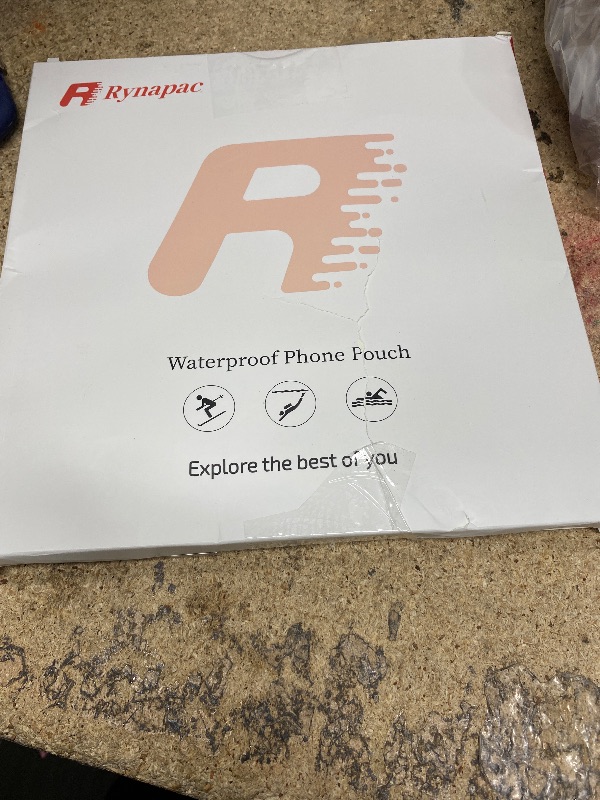 Rynapac
Waterproof Phone Pouch
Explore the best of you